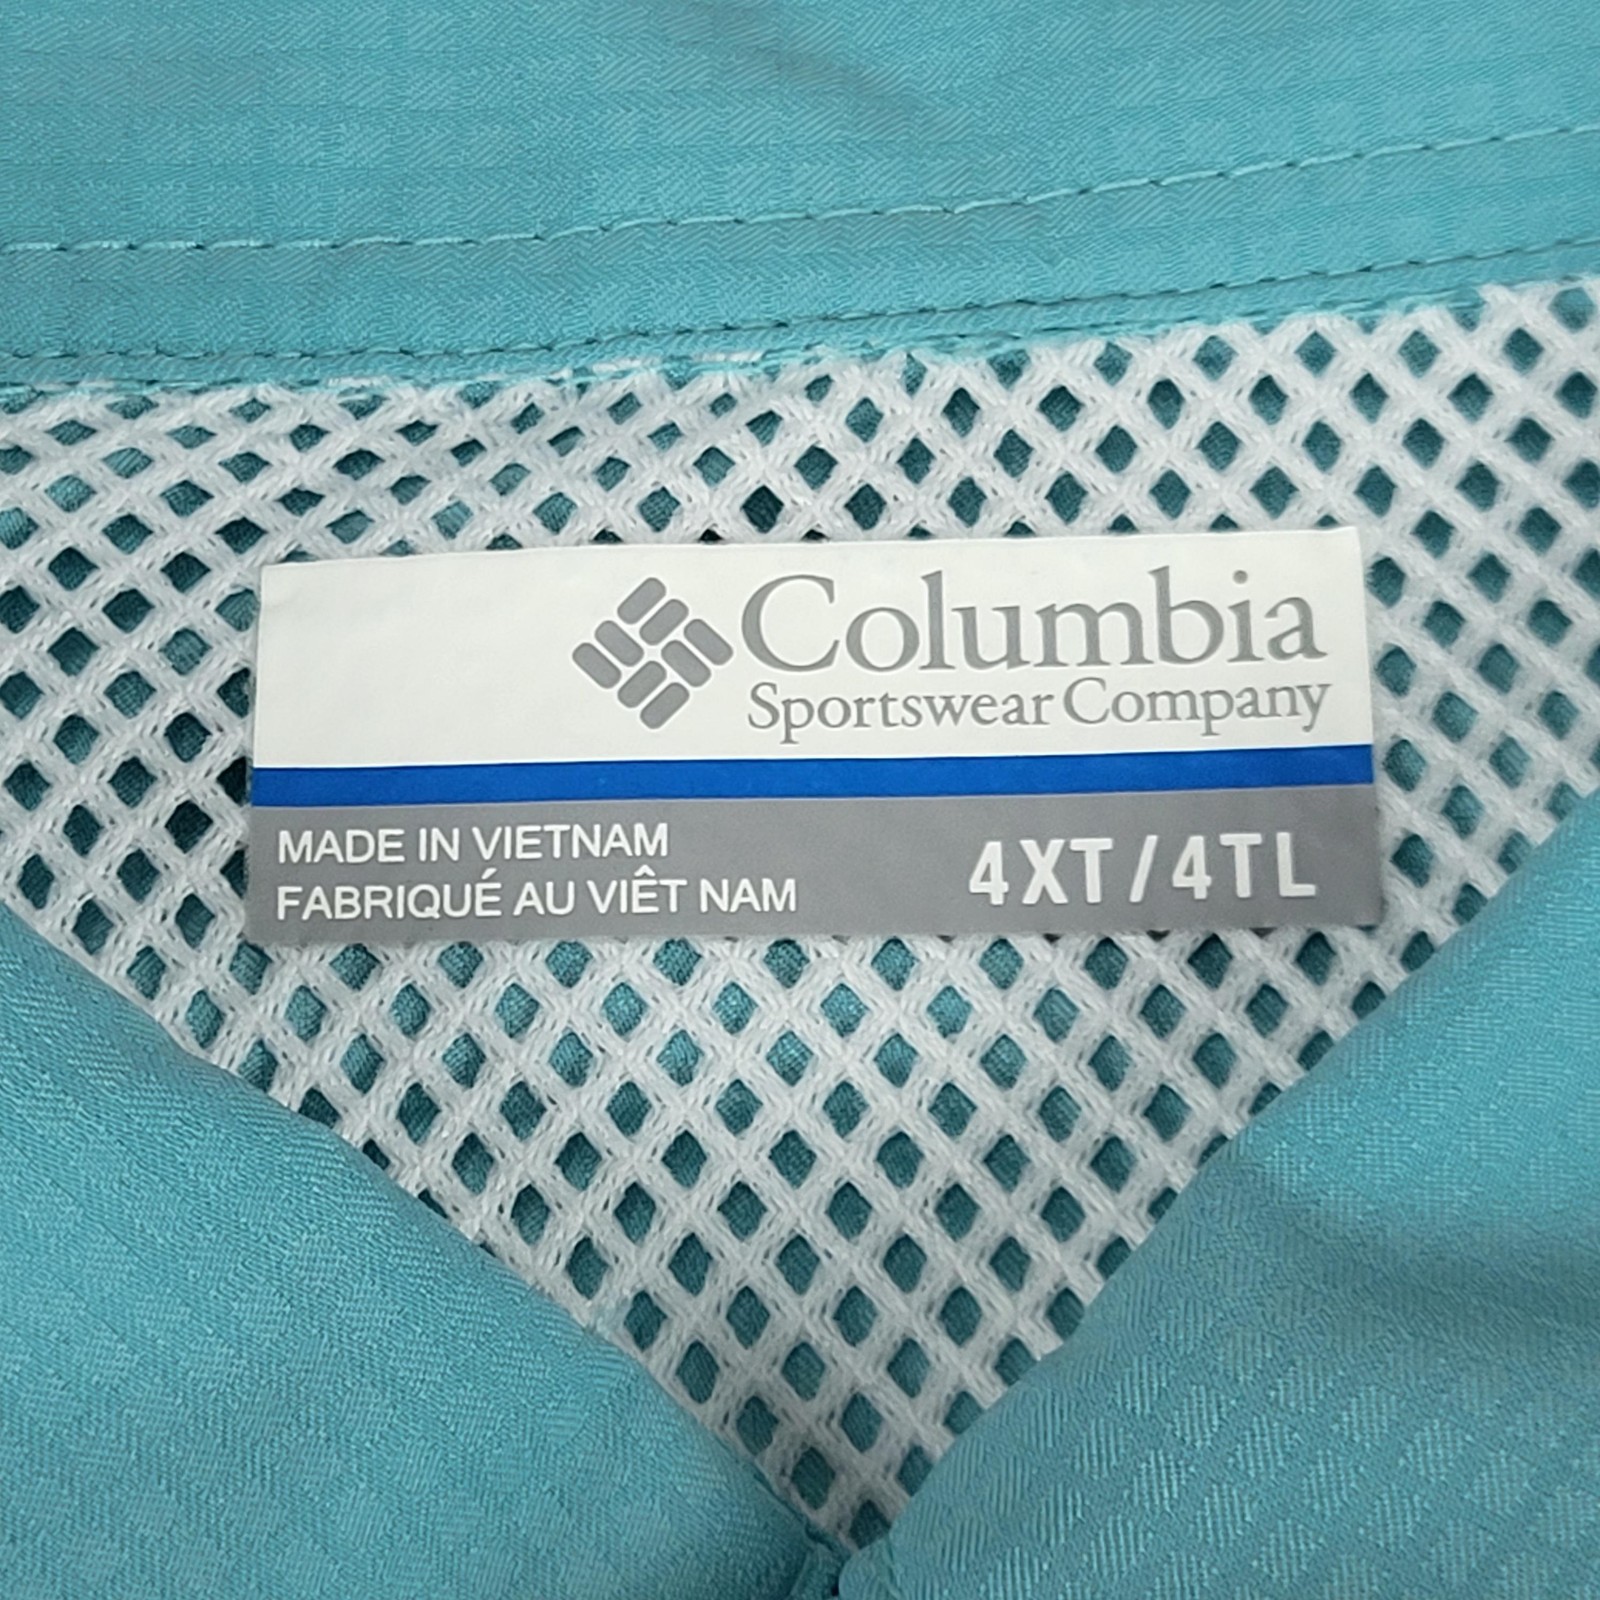 Columbia
Sportswear Company
MADE IN VIETNAM
FABRIQUÉ AU VIÊT NAM
4XT/4TL